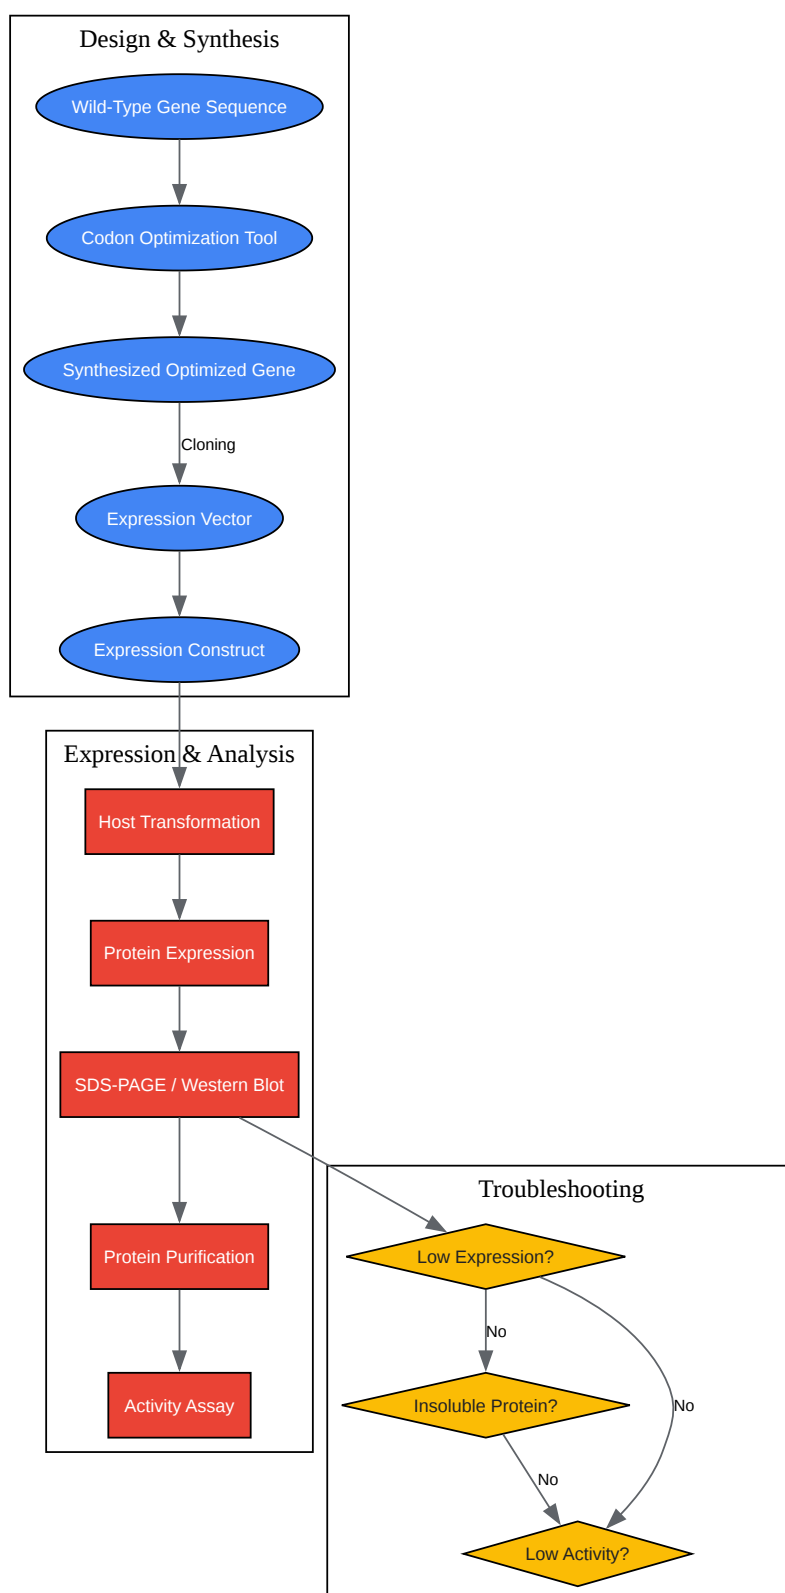 Design & Synthesis
Wild-Type Gene Sequence
Codon Optimization Tool
Synthesized Optimized Gene
Cloning
Expression Vector
Expression Construct
Expression & Analysis
Host Transformation
Protein Expression
SDS-PAGE / Western Blot
Protein Purification
Activity Assay
Troubleshooting
Low Expression?
No
Insoluble Protein?
No
No
Low Activity?